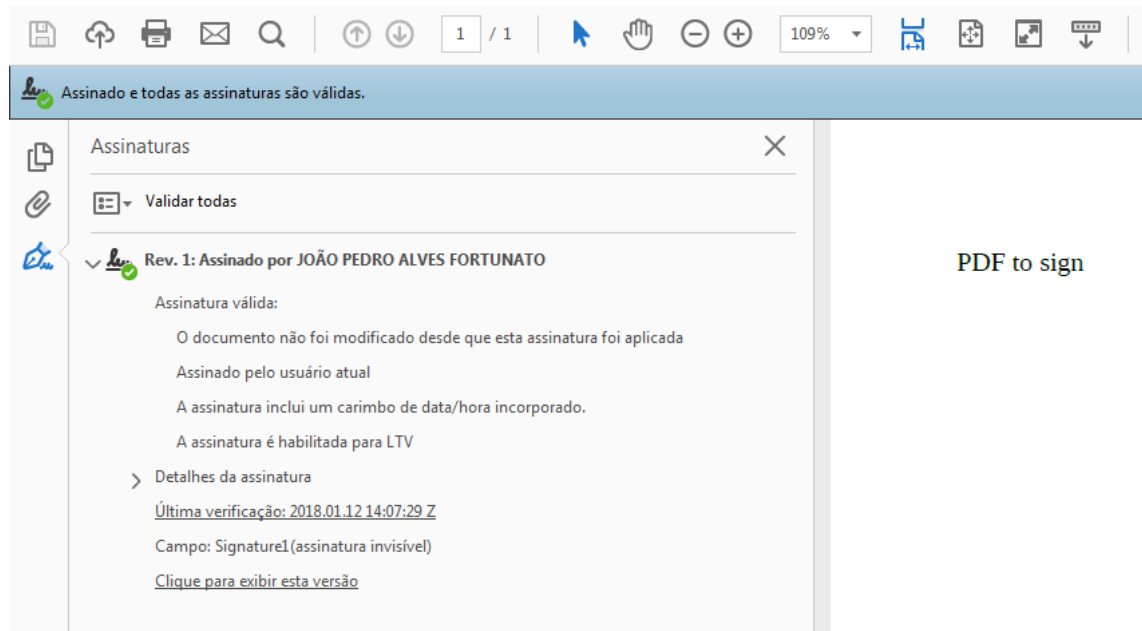 1 / 1
109%
Assinado e todas as assinaturas são válidas.
Assinaturas
Validar todas
Rev. 1: Assinado por JOÃO PEDRO ALVES FORTUNATO
PDF to sign
Assinatura válida:
O documento não foi modificado desde que esta assinatura foi aplicada
Assinado pelo usuário atual
A assinatura inclui um carimbo de data/hora incorporado.
A assinatura é habilitada para LTV
Detalhes da assinatura
Última verificação: 2018.01.12 14:07:29 Z
Campo: Signature1(assinatura invisível)
Clique para exibir esta versão